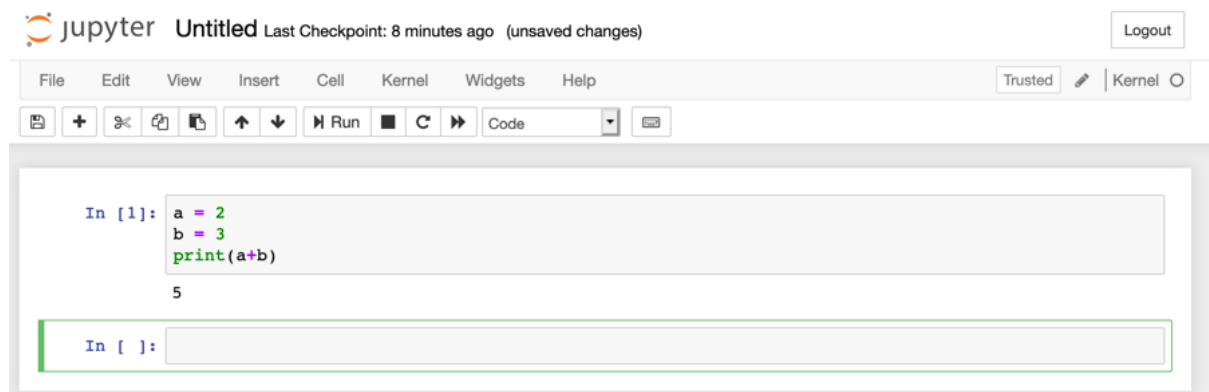 jupyter Untitled Last Checkpoint: 8 minutes ago (unsaved changes) Logout
File Edit View Insert Cell Kernel Widgets Help Trusted Kernel
Run Code
In [1]: a = 2
b = 3
print(a+b)
5
In [ ]: